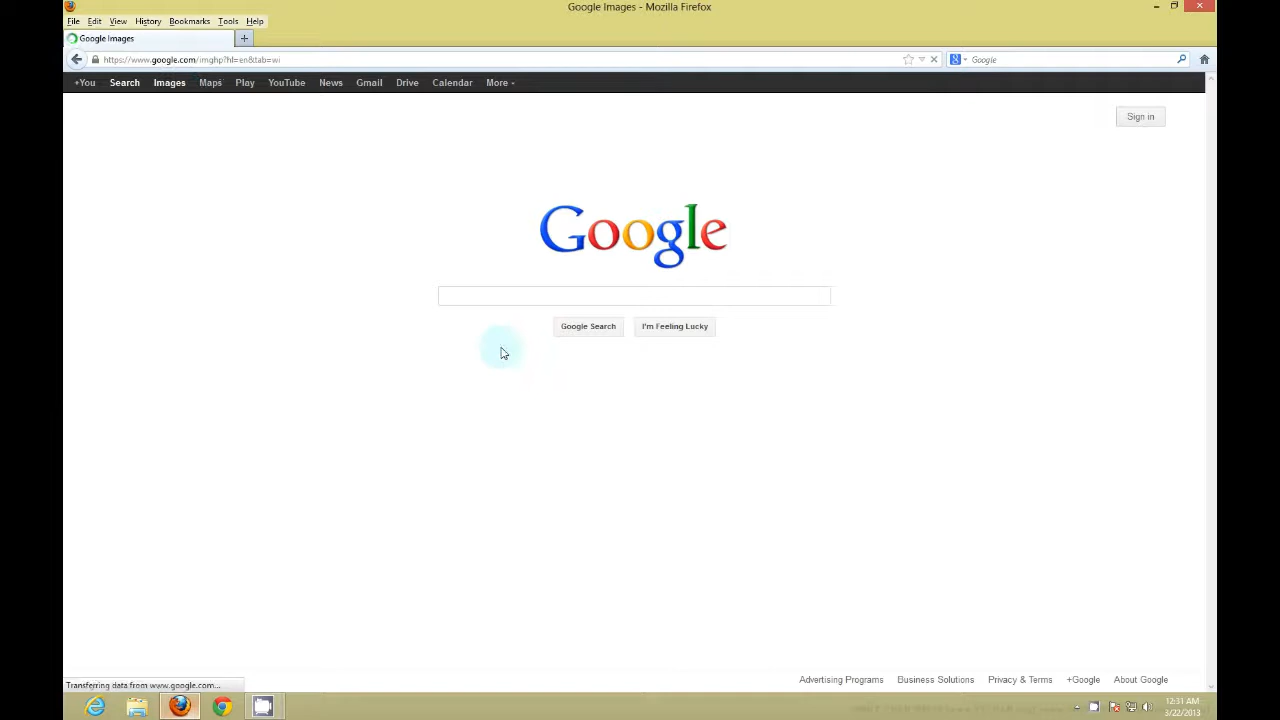 Google Images - Mozilla Firefox
File Edit View History Bookmarks Tools Help
Google Images
https://www.google.com/imghp?hl=en&tab=wi
Google
+You Search Images Maps Play YouTube News Gmail Drive Calendar More
Sign in
Google
Google Search I'm Feeling Lucky
Advertising Programs Business Solutions Privacy & Terms +Google About Google
Transferring data from www.google.com...
12:31 AM
3/22/2013